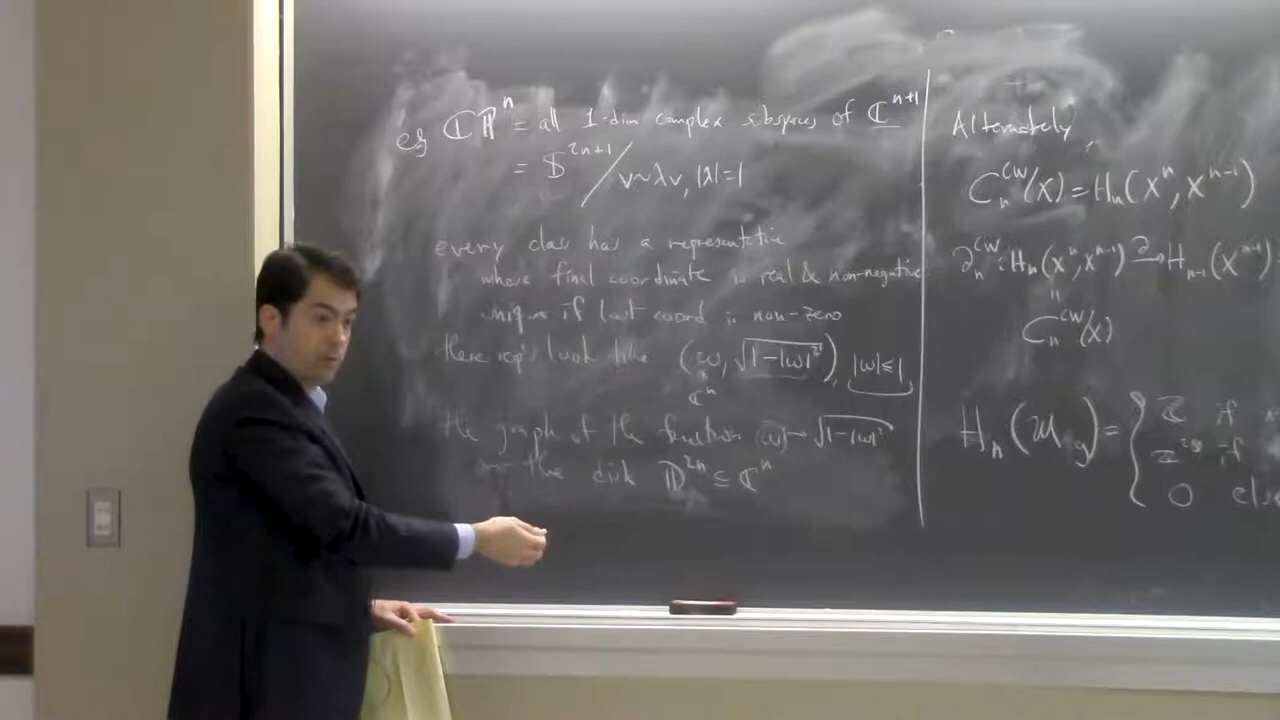 eg ℂℙⁿ = all 1-dim complex subspaces of ℂⁿ⁺¹
= 𝕊²ⁿ⁺¹/v~λv, |λ|=1
every class has a representative
whose final coordinate is real & non-negative
unique if last coord is non-zero
these rep's look like (w, √1-|w|²), |w|≤1
ℂⁿ
the graph of the function w→√1-|w|²
on the disk 𝔻²ⁿ ⊆ ℂⁿ
Alternately,
Cₙᶜᵂ(X) = Hₙ(Xⁿ, Xⁿ⁻¹)
∂ₙᶜᵂ: Hₙ(Xⁿ, Xⁿ⁻¹) →∂ Hₙ₋₁(Xⁿ⁻¹)
=
Cₙᶜᵂ(X)
Hₙ(M_g) = { ℤ if
ℤ²ᵍ if
0 else